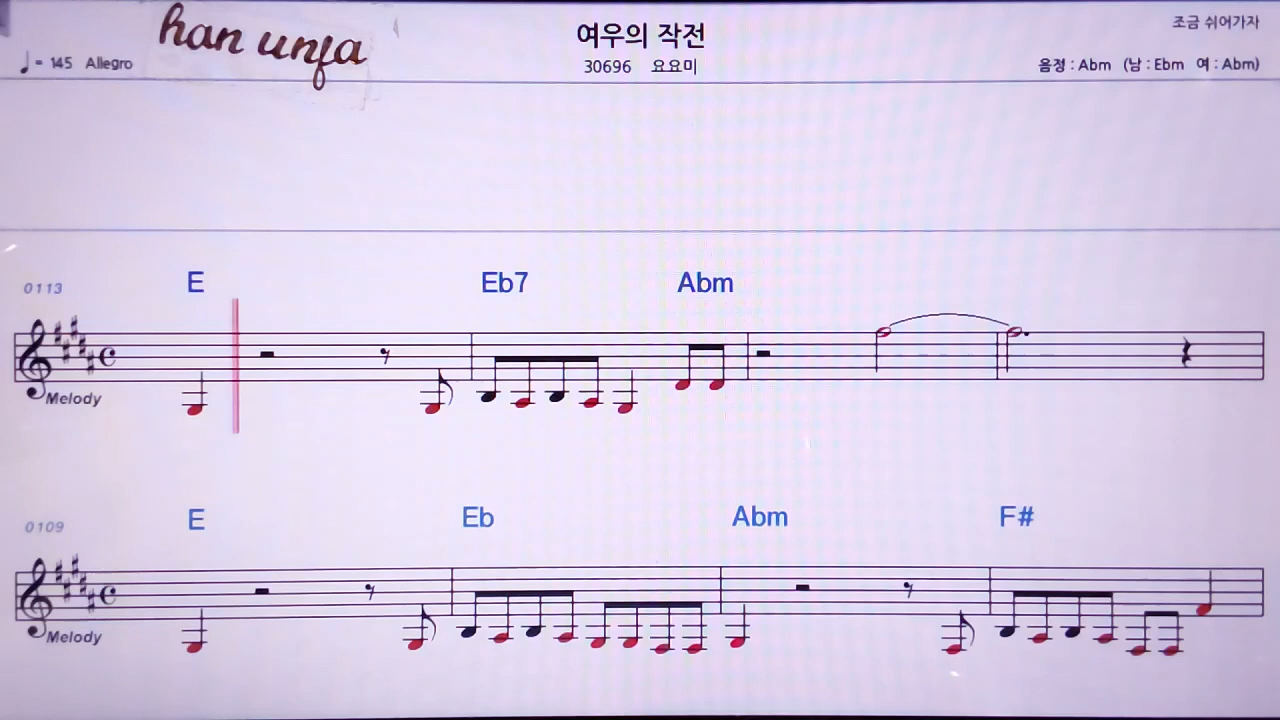 han unja
여우의 작전
조금 쉬어가자
♩= 145 Allegro
30696 요요미
음정 : Abm (남 : Ebm 여 : Abm)
0113
E Eb7 Abm
Melody
0109
E Eb Abm F#
Melody